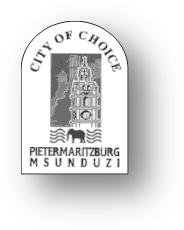 CITY OF CHOICE
PIETERMARITZBURG
MSUNDUZI